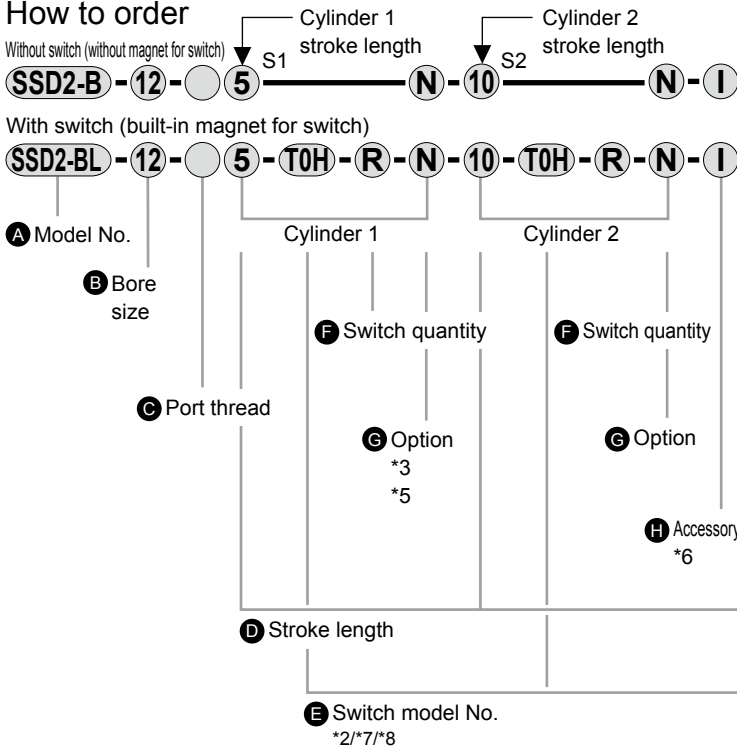 How to order
Cylinder 1
stroke length
Cylinder 2
stroke length
Without switch (without magnet for switch)
S1
S2
SSD2-B - 12 - 5 N - 10 N - I
With switch (built-in magnet for switch)
SSD2-BL - 12 - 5 - T0H - R - N - 10 - T0H - R - N - I
A Model No.
Cylinder 1
Cylinder 2
B Bore
size
F Switch quantity
F Switch quantity
C Port thread
G Option
*3
*5
G Option
H Accessory
*6
D Stroke length
E Switch model No.
*2/*7/*8